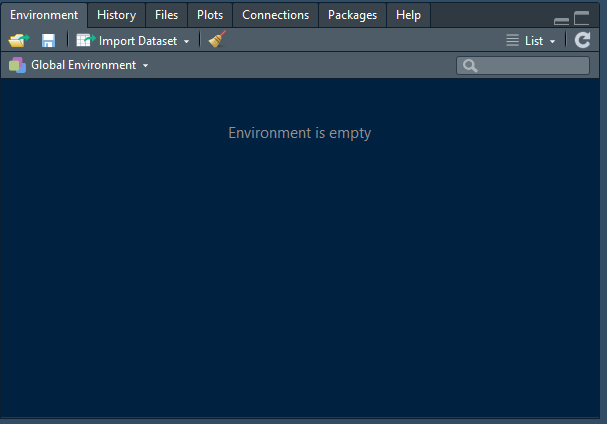 Environment History Files Plots Connections Packages Help
Import Dataset List
Global Environment
Environment is empty